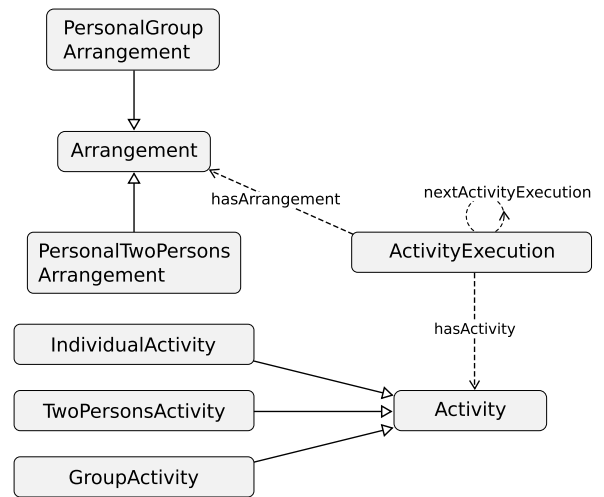 PersonalGroup
Arrangement
Arrangement
hasArrangement
nextActivityExecution
PersonalTwoPersons
Arrangement
ActivityExecution
hasActivity
IndividualActivity
TwoPersonsActivity
Activity
GroupActivity